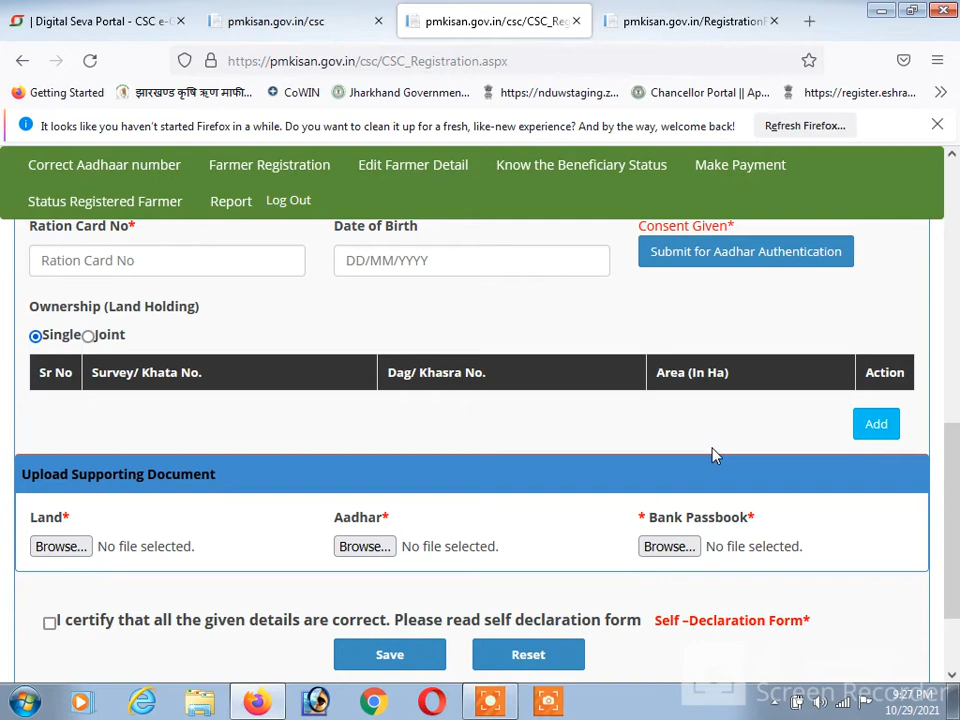 | Digital Seva Portal - CSC e-G
pmkisan.gov.in/csc
pmkisan.gov.in/csc/CSC_Reg
pmkisan.gov.in/RegistrationF
https://pmkisan.gov.in/csc/CSC_Registration.aspx
Getting Started झारखण्ड कृषि ऋण माफी... CoWIN Jharkhand Governmen... https://nduwstaging.z... Chancellor Portal || Ap... https://register.eshra...
It looks like you haven't started Firefox in a while. Do you want to clean it up for a fresh, like-new experience? And by the way, welcome back! Refresh Firefox...
Correct Aadhaar number Farmer Registration Edit Farmer Detail Know the Beneficiary Status Make Payment
Status Registered Farmer Report Log Out
Ration Card No* Date of Birth Consent Given*
Ration Card No DD/MM/YYYY Submit for Aadhar Authentication
Ownership (Land Holding)
Single Joint
Sr No Survey/ Khata No. Dag/ Khasra No. Area (In Ha) Action
Add
Upload Supporting Document
Land* Aadhar* * Bank Passbook*
Browse... No file selected. Browse... No file selected. Browse... No file selected.
I certify that all the given details are correct. Please read self declaration form Self –Declaration Form*
Save Reset
Screen Recorder
9:27 PM
10/29/2021